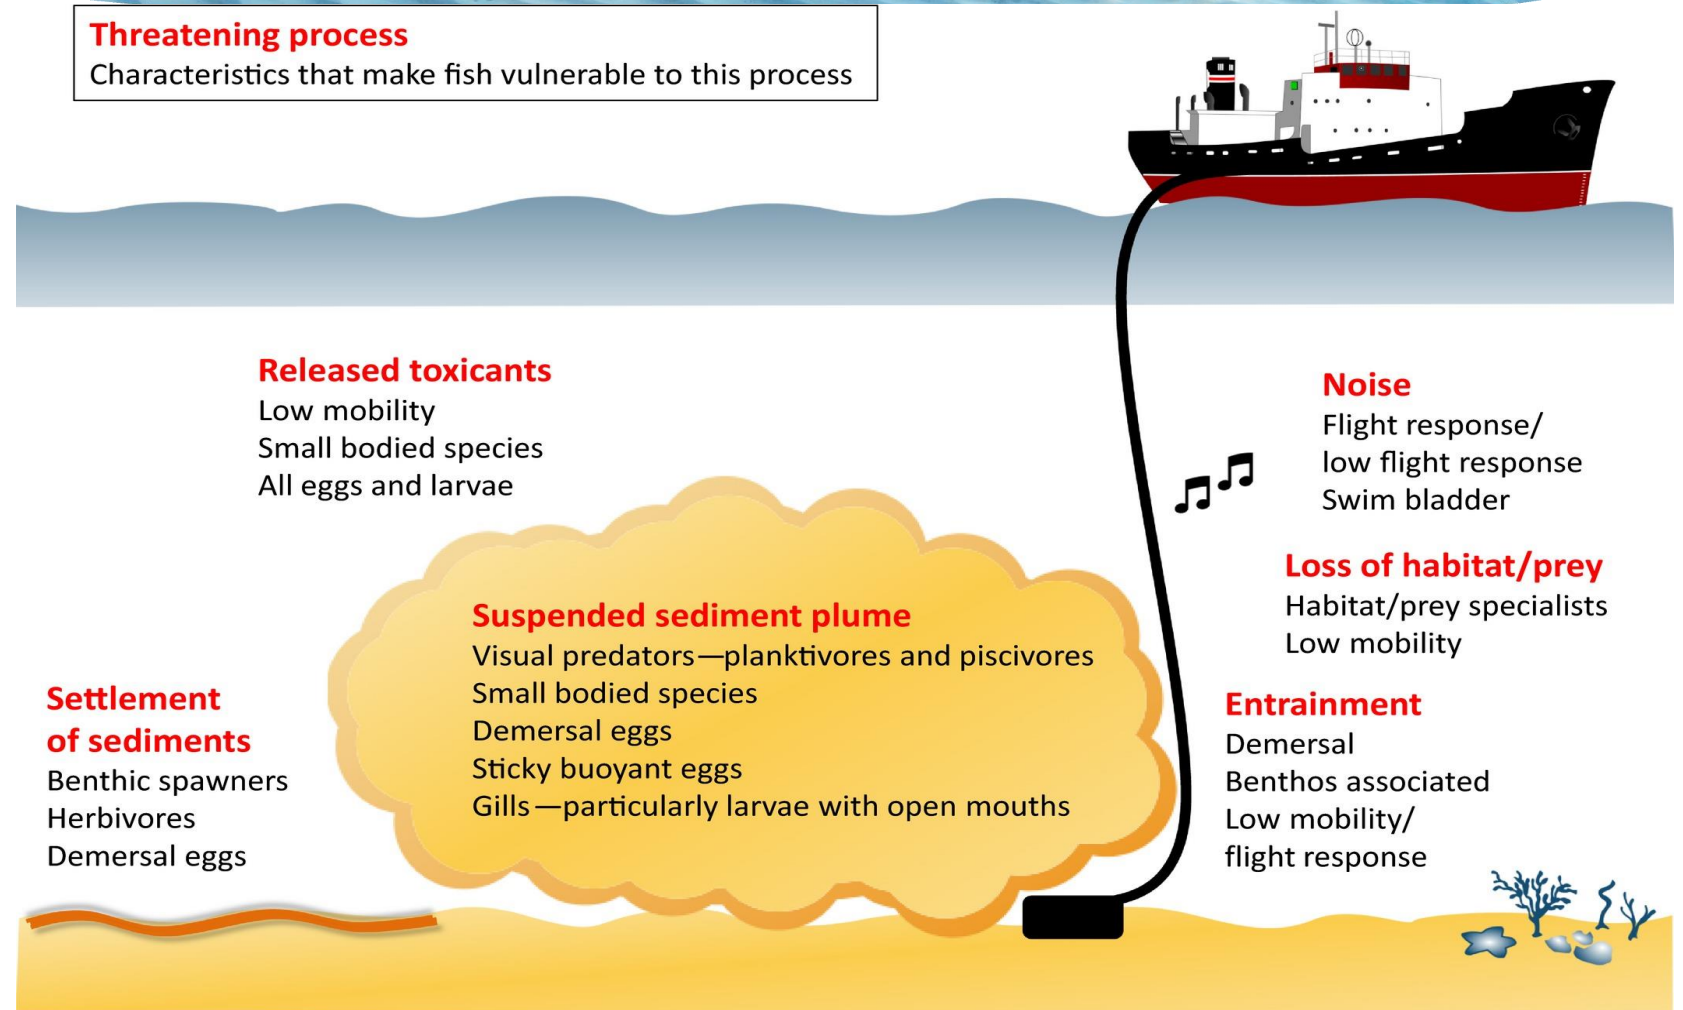 Threatening process
Characteristics that make fish vulnerable to this process
Released toxicants
Low mobility
Small bodied species
All eggs and larvae
Noise
Flight response/
low flight response
Swim bladder
Loss of habitat/prey
Habitat/prey specialists
Low mobility
Suspended sediment plume
Visual predators—planktivores and piscivores
Small bodied species
Demersal eggs
Sticky buoyant eggs
Gills—particularly larvae with open mouths
Settlement
of sediments
Benthic spawners
Herbivores
Demersal eggs
Entrainment
Demersal
Benthos associated
Low mobility/
flight response